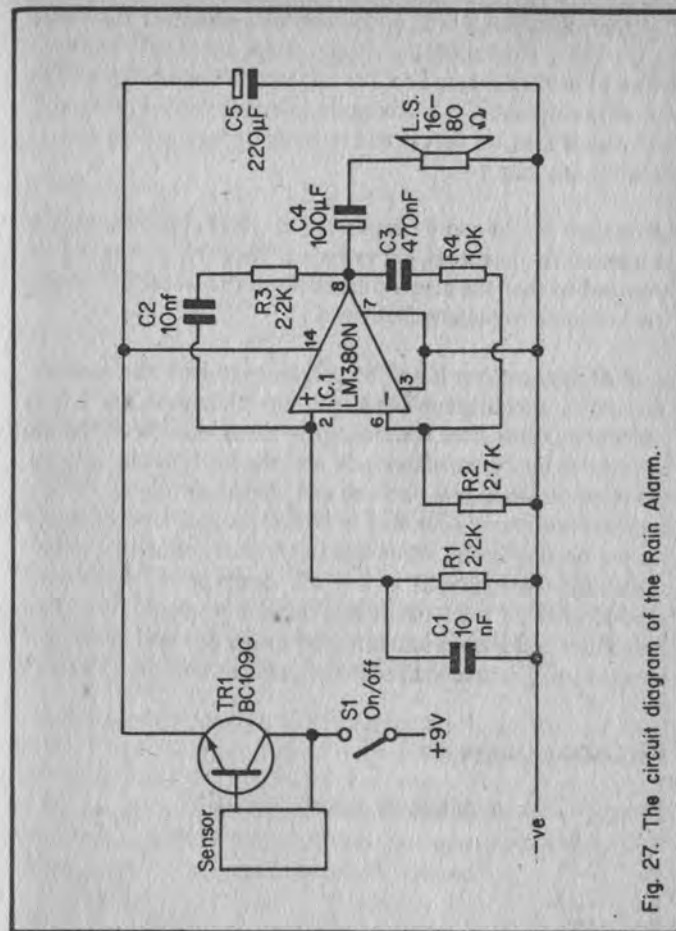 Sensor
TR1
BC109C
S1
On/off
+9V
-ve
C1
10
nF
R1
2·2K
R2
2·7K
C2
10nf
R3
2·2K
2
6
+
-
I.C.1
LM380N
14
8
7
3
C4
100µF
C3
470nF
R4
10K
C5
220µF
L.S.
16-
80
Ω
Fig. 27. The circuit diagram of the Rain Alarm.